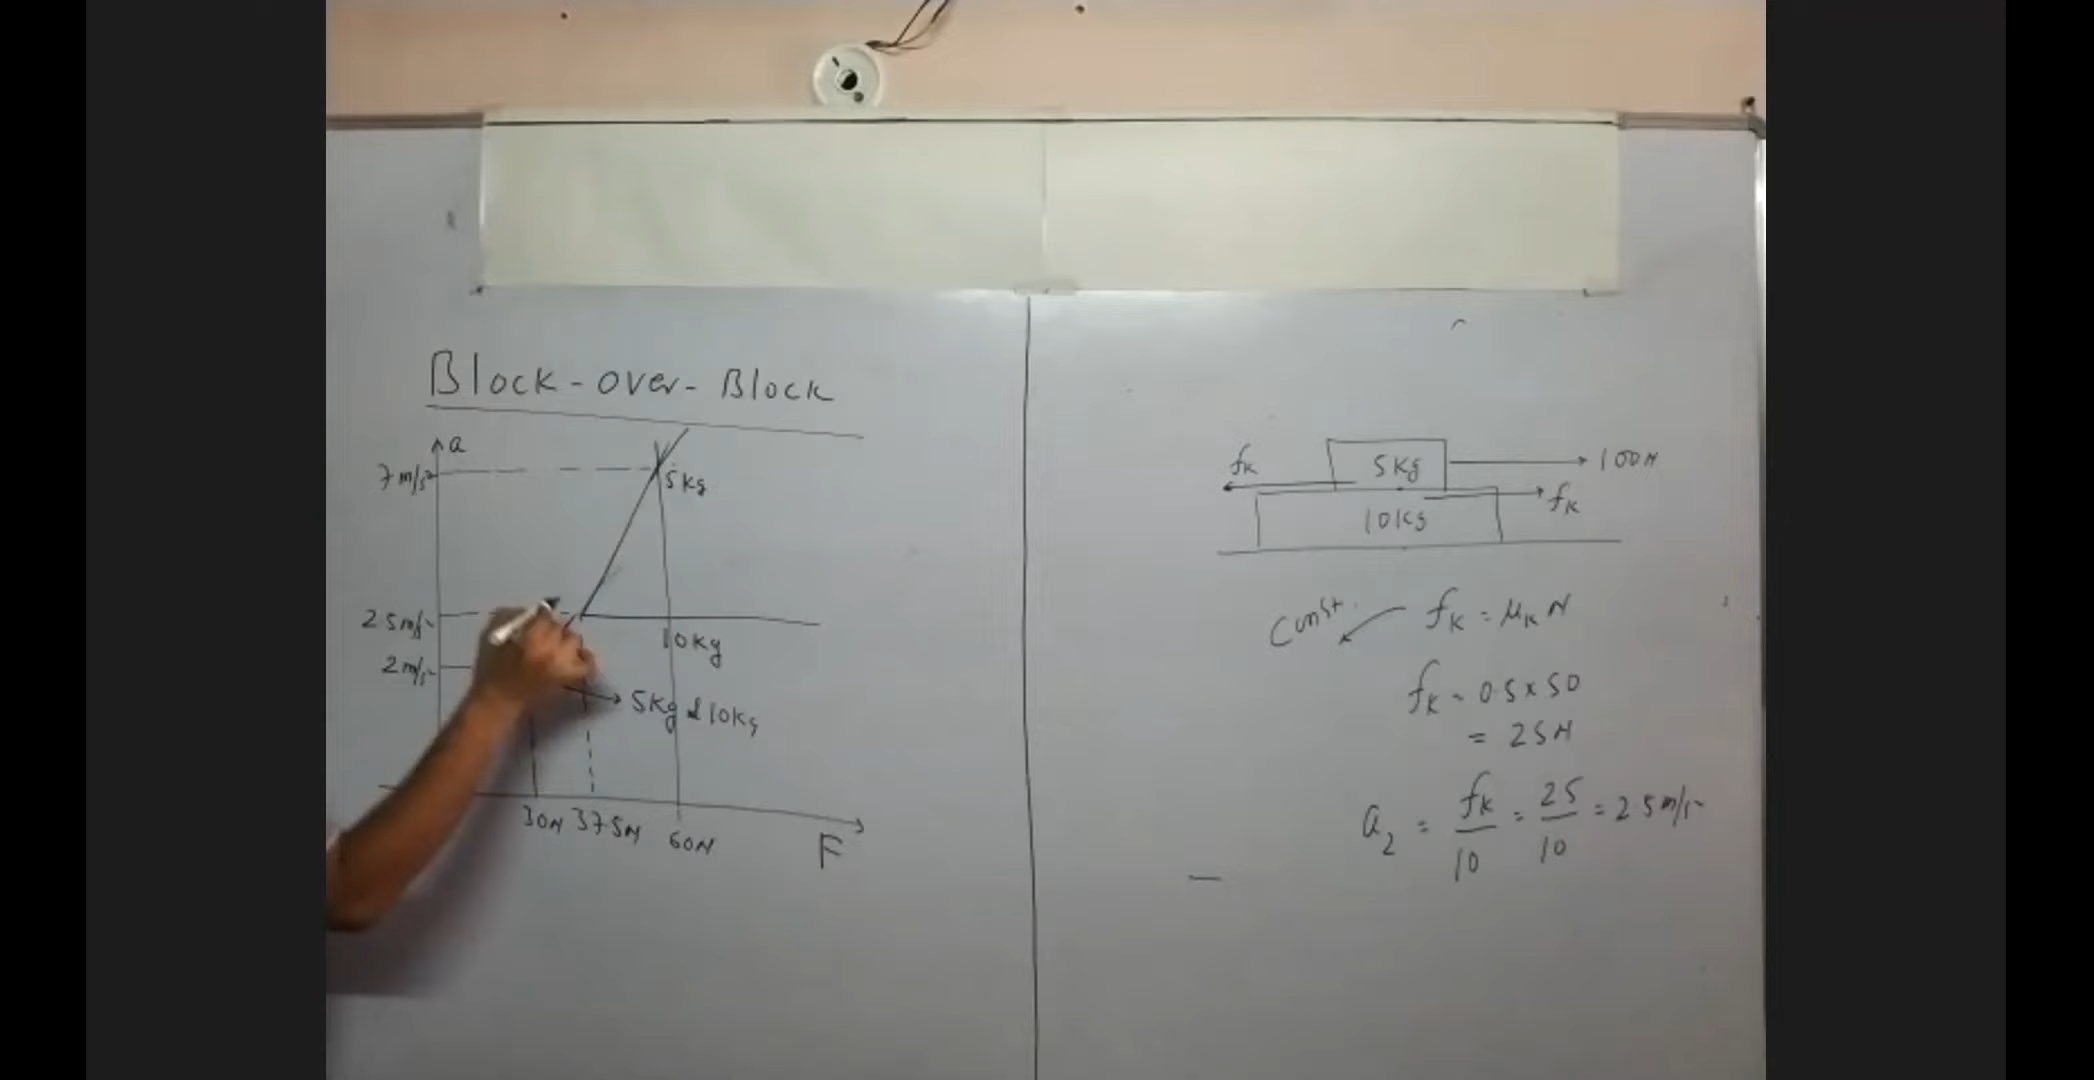 Block-over-Block
a
7 m/s²
5kg
2.5m/s²
10kg
2 m/s²
5kg & 10kg
30N 37.5N 60N
F
fK 5kg 100N
fK
10kg
Const. fK = μK N
fK = 0.5 x 50
= 25N
a2 = fK/10 = 25/10 = 2.5 m/s²